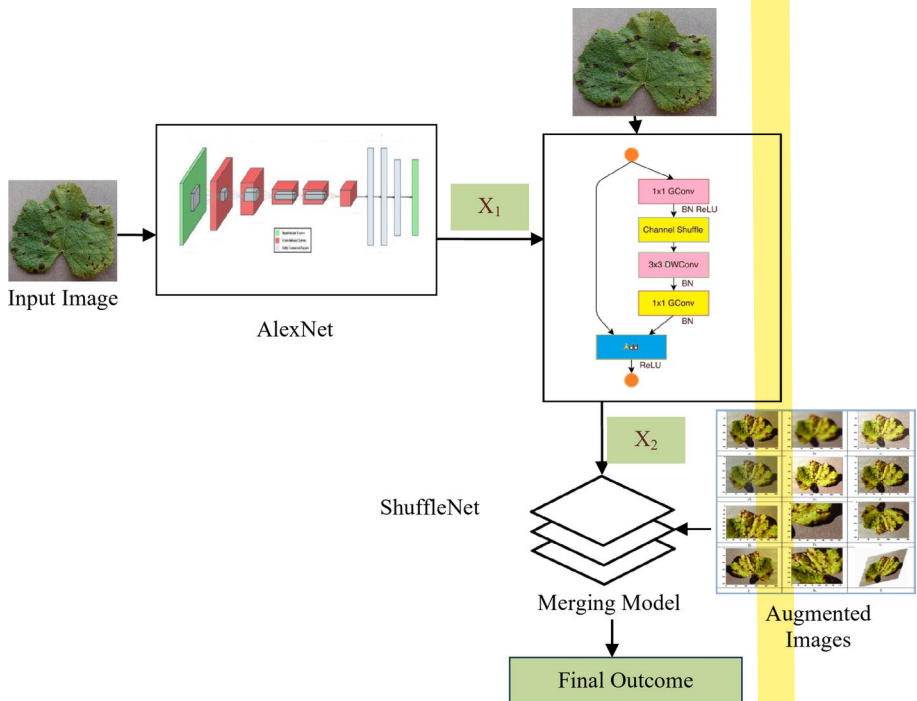 X₁
1x1 GConv
BN ReLU
Channel Shuffle
3x3 DWConv
BN
1x1 GConv
BN
Add
ReLU
Input Image
AlexNet
X₂
ShuffleNet
Merging Model
Augmented
Images
Final Outcome